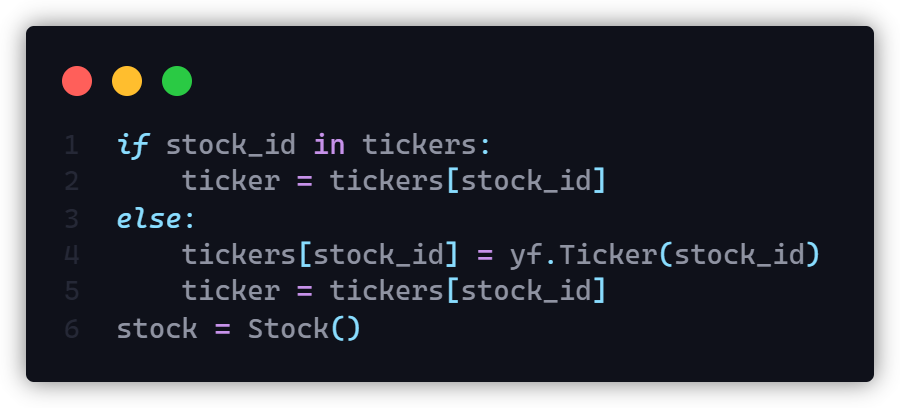 1 if stock_id in tickers:
2     ticker = tickers[stock_id]
3 else:
4     tickers[stock_id] = yf.Ticker(stock_id)
5     ticker = tickers[stock_id]
6 stock = Stock()